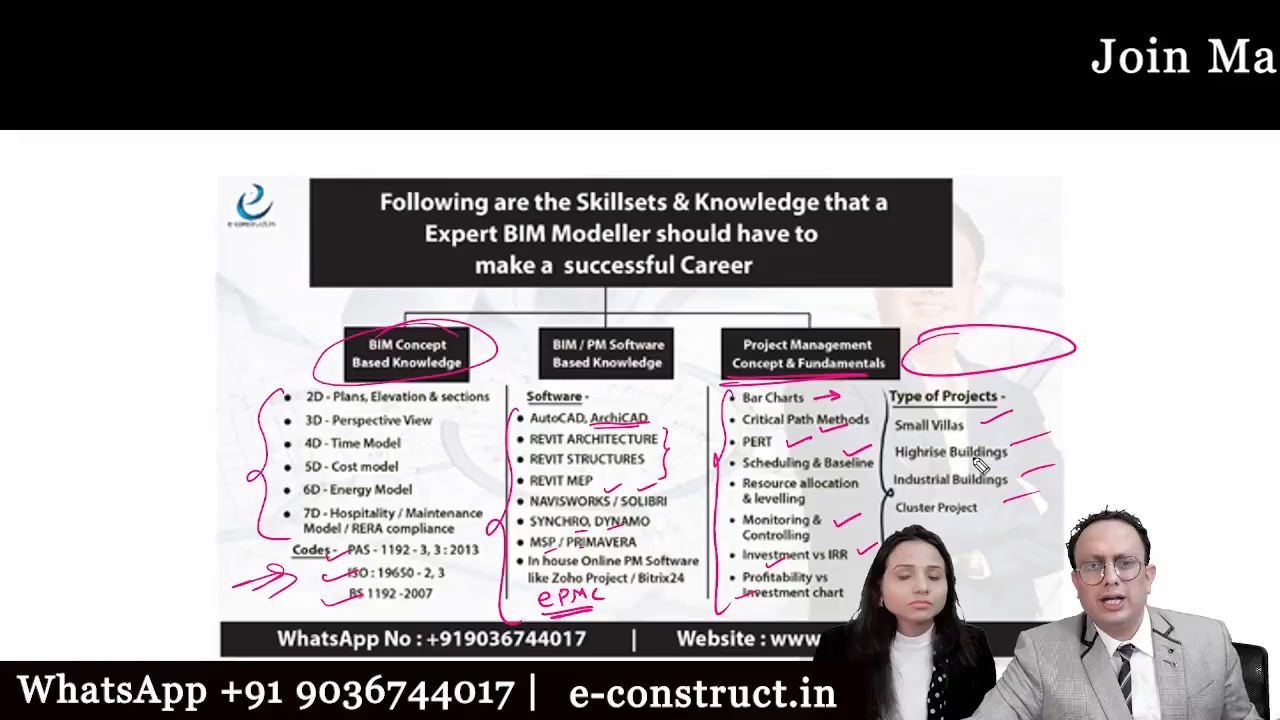 Join Ma
e-construct.in
Following are the Skillsets & Knowledge that a
Expert BIM Modeller should have to
make a successful Career
BIM Concept
Based Knowledge
2D - Plans, Elevation & sections
3D - Perspective View
4D - Time Model
5D - Cost model
6D - Energy Model
7D - Hospitality / Maintenance
Model / RERA compliance
Codes - PAS - 1192 - 3, 3 : 2013
ISO : 19650 - 2, 3
BS 1192 -2007
BIM / PM Software
Based Knowledge
Software -
AutoCAD, ArchiCAD
REVIT ARCHITECTURE
REVIT STRUCTURES
REVIT MEP
NAVISWORKS / SOLIBRI
SYNCHRO, DYNAMO
MSP / PRIMAVERA
In house Online PM Software
like Zoho Project / Bitrix24
ePMC
Project Management
Concept & Fundamentals
Bar Charts
Critical Path Methods
PERT
Scheduling & Baseline
Resource allocation
& levelling
Monitoring &
Controlling
Investment vs IRR
Profitability vs
Investment chart
Type of Projects -
Small Villas
Highrise Buildings
Industrial Buildings
Cluster Project
WhatsApp No : +919036744017 | Website : www
WhatsApp +91 9036744017 | e-construct.in